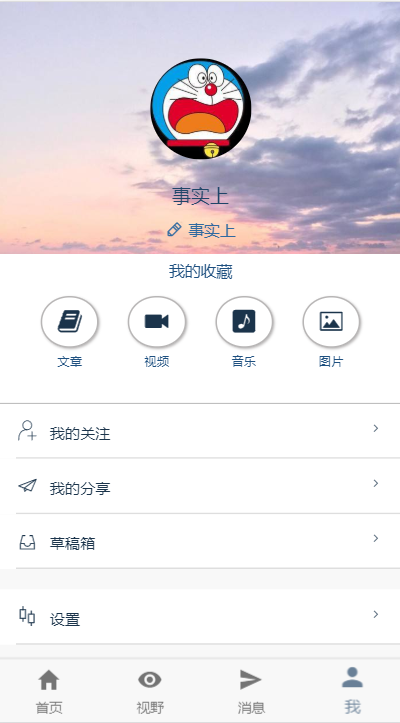 事实上
事实上
我的收藏
文章 视频 音乐 图片
我的关注
我的分享
草稿箱
设置
首页 视野 消息 我